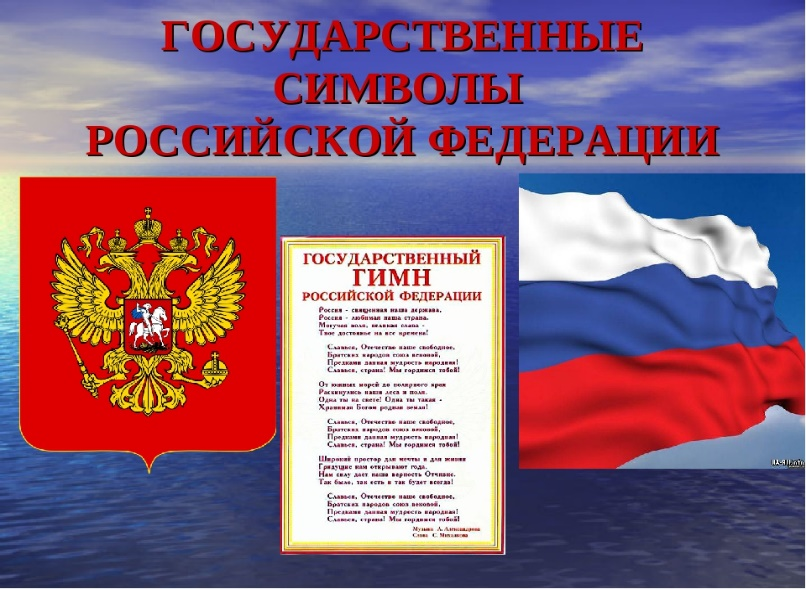 ГОСУДАРСТВЕННЫЕ
СИМВОЛЫ
РОССИЙСКОЙ ФЕДЕРАЦИИ
ГОСУДАРСТВЕННЫЙ
ГИМН
РОССИЙСКОЙ ФЕДЕРАЦИИ
Россия - священная наша держава,
Россия - любимая наша страна.
Могучая воля, великая слава -
Твое достоянье на все времена!
Славься, Отечество наше свободное,
Братских народов союз вековой,
Предками данная мудрость народная!
Славься, страна! Мы гордимся тобой!
От южных морей до полярного края
Раскинулись наши леса и поля.
Одна ты на свете! Одна ты такая -
Хранимая Богом родная земля!
Славься, Отечество наше свободное,
Братских народов союз вековой,
Предками данная мудрость народная!
Славься, страна! Мы гордимся тобой!
Широкий простор для мечты и для жизни
Грядущие нам открывают года.
Нам силу дает наша верность Отчизне.
Так было, так есть и так будет всегда!
Славься, Отечество наше свободное,
Братских народов союз вековой,
Предками данная мудрость народная!
Славься, страна! Мы гордимся тобой!
Музыка А. Александрова
Слова С. Михалкова